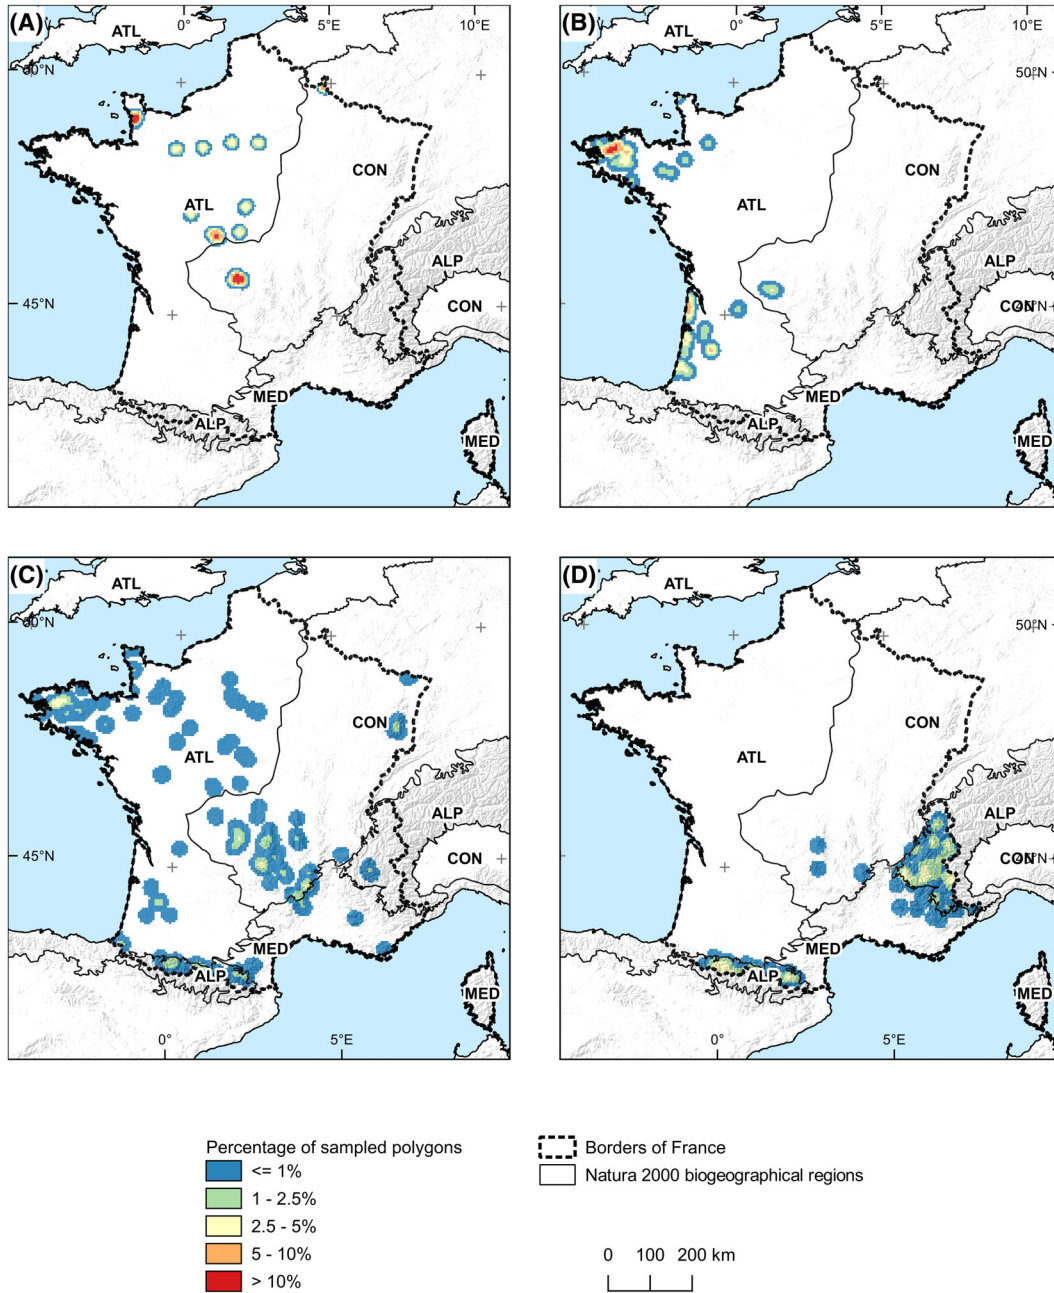 (A)
ATL
0°
5°E
10°E
50°N
CON
ATL
ALP
45°N
CON
MED
ALP
MED
(B)
ATL
0°
5°E
10°E
50°N
CON
ATL
ALP
CON
45°N
MED
ALP
MED
(C)
ATL
50°N
CON
ATL
ALP
45°N
CON
MED
ALP
MED
0°
5°E
(D)
ATL
50°N
CON
ATL
ALP
CON
45°N
MED
ALP
MED
0°
5°E
Percentage of sampled polygons
<= 1%
1 - 2.5%
2.5 - 5%
5 - 10%
> 10%
Borders of France
Natura 2000 biogeographical regions
0 100 200 km